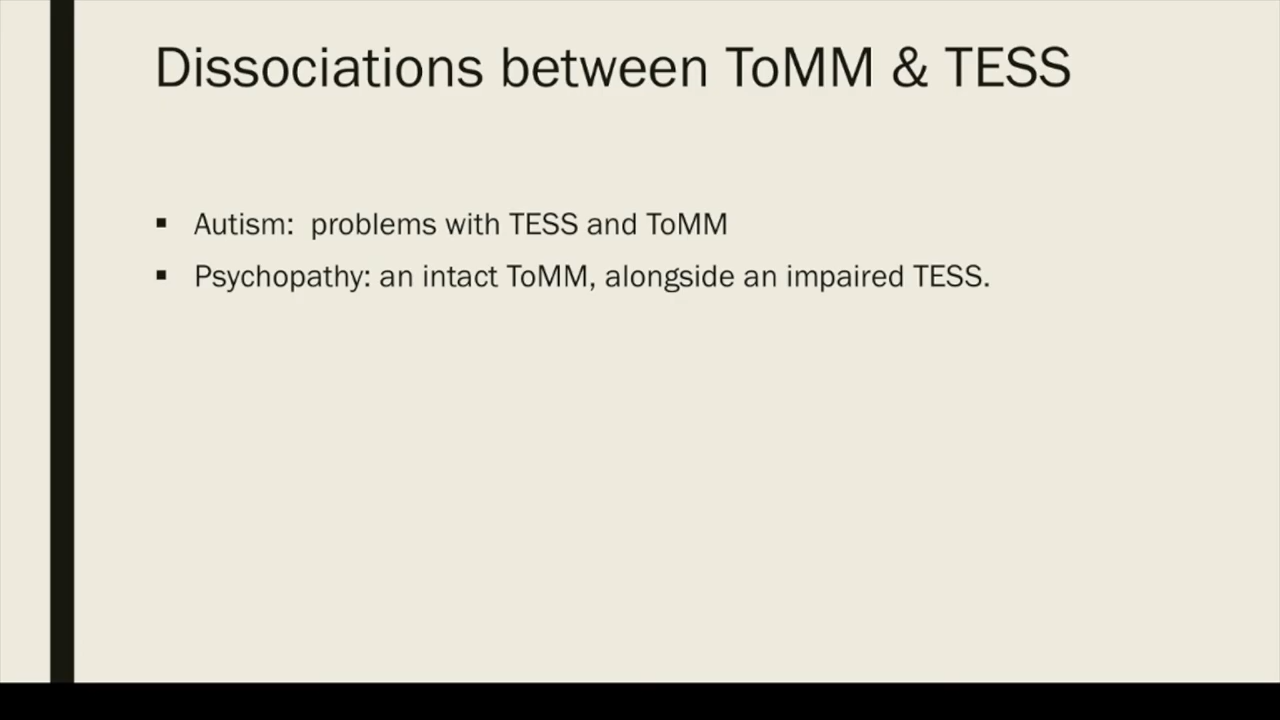 Dissociations between ToMM & TESS
▪ Autism:  problems with TESS and ToMM
▪ Psychopathy: an intact ToMM, alongside an impaired TESS.